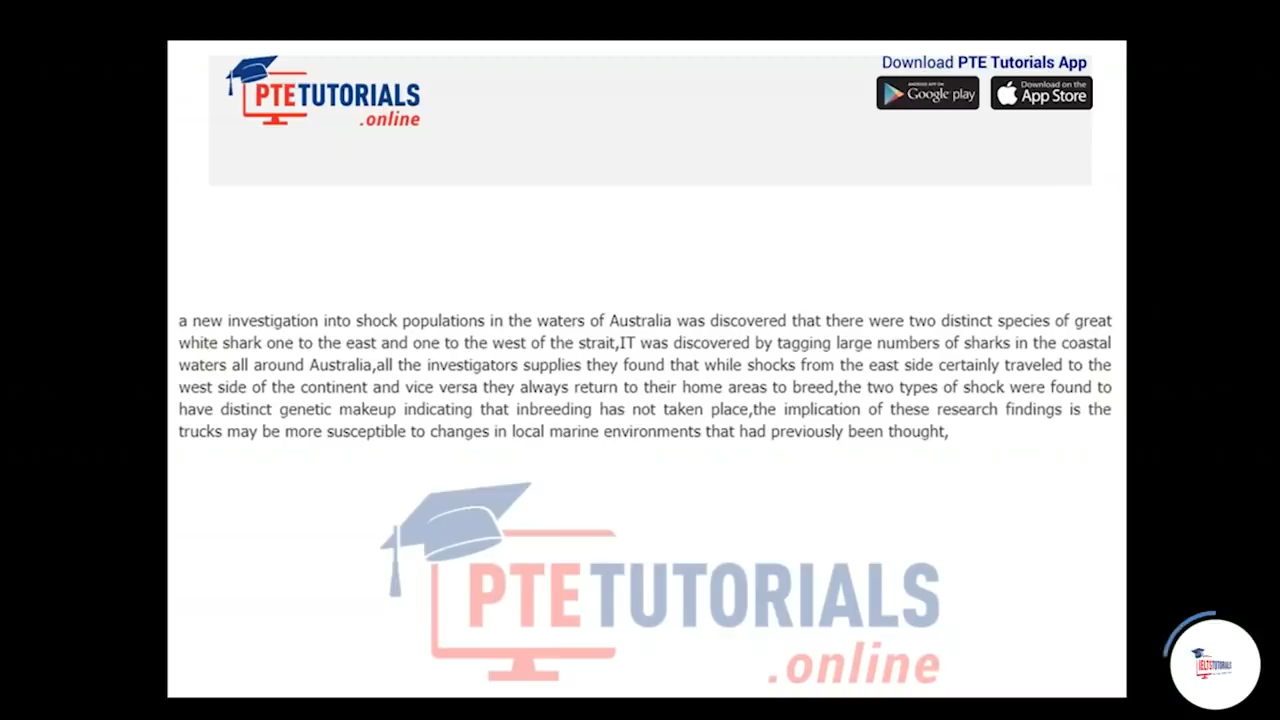 PTETUTORIALS
.online
Download PTE Tutorials App
ANDROID APP ON
Google play
Download on the
App Store
a new investigation into shock populations in the waters of Australia was discovered that there were two distinct species of great
white shark one to the east and one to the west of the strait,IT was discovered by tagging large numbers of sharks in the coastal
waters all around Australia,all the investigators supplies they found that while shocks from the east side certainly traveled to the
west side of the continent and vice versa they always return to their home areas to breed,the two types of shock were found to
have distinct genetic makeup indicating that inbreeding has not taken place,the implication of these research findings is the
trucks may be more susceptible to changes in local marine environments that had previously been thought,
PTETUTORIALS
.online
IELTSTUTORIALS